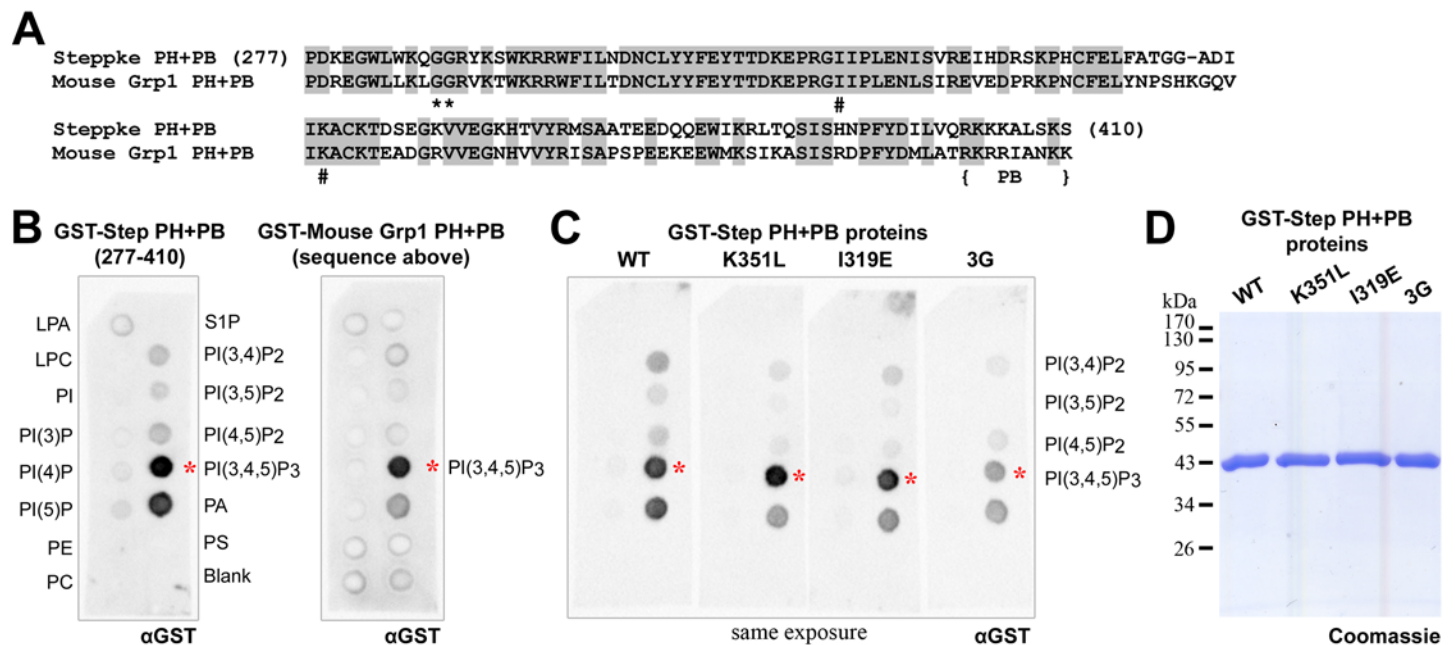 A
Steppke PH+PB (277) PDKEGWLWKQGGRYKSWKRRWFILNDNCLYYFEYTTDKEPRGIIPLENISVREIHDRSKPHCFELFATGG-ADI
Mouse Grp1 PH+PB PDREGWLLKLGGRVKTWKRRWFILTDNCLYYFEYTTDKEPRGIIPLENLSIREVEDPRKPNCFELYNPSHKGQV
** #
Steppke PH+PB IKACKTDSEGKVVEGKHTVYRMSAATEEDQQEWIKRLTQSISHNPFYDILVQRKKKALSKS (410)
Mouse Grp1 PH+PB IKACKTEADGRVVEGNHVVYRISAPSPEEKEEWMKSIKASISRDPFYDMLATRKRRIANKK
# { PB }
B
GST-Step PH+PB
(277-410)
GST-Mouse Grp1 PH+PB
(sequence above)
LPA S1P
LPC PI(3,4)P2
PI PI(3,5)P2
PI(3)P PI(4,5)P2
PI(4)P * PI(3,4,5)P3 * PI(3,4,5)P3
PI(5)P PA
PE PS
PC Blank
αGST αGST
C
GST-Step PH+PB proteins
WT K351L I319E 3G
PI(3,4)P2
PI(3,5)P2
PI(4,5)P2
* * * * PI(3,4,5)P3
same exposure αGST
D
GST-Step PH+PB
proteins
kDa WT K351L I319E 3G
170
130
95
72
55
43
34
26
Coomassie